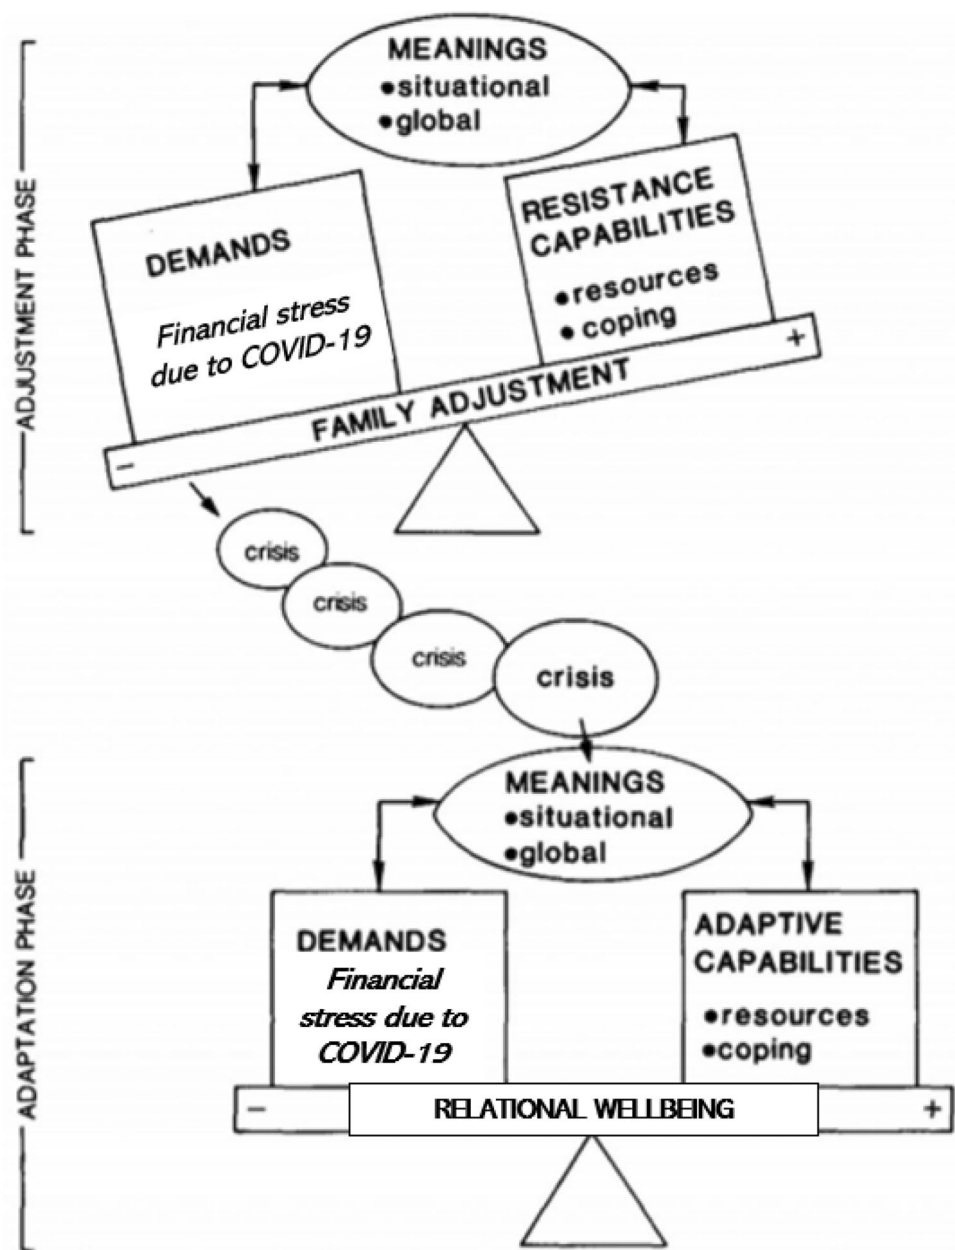 ADJUSTMENT PHASE
MEANINGS
•situational
•global
DEMANDS
Financial stress
due to COVID-19
RESISTANCE
CAPABILITIES
•resources
•coping
− FAMILY ADJUSTMENT +
crisis
crisis
crisis
crisis
ADAPTATION PHASE
MEANINGS
•situational
•global
DEMANDS
Financial
stress due to
COVID-19
ADAPTIVE
CAPABILITIES
•resources
•coping
− RELATIONAL WELLBEING +